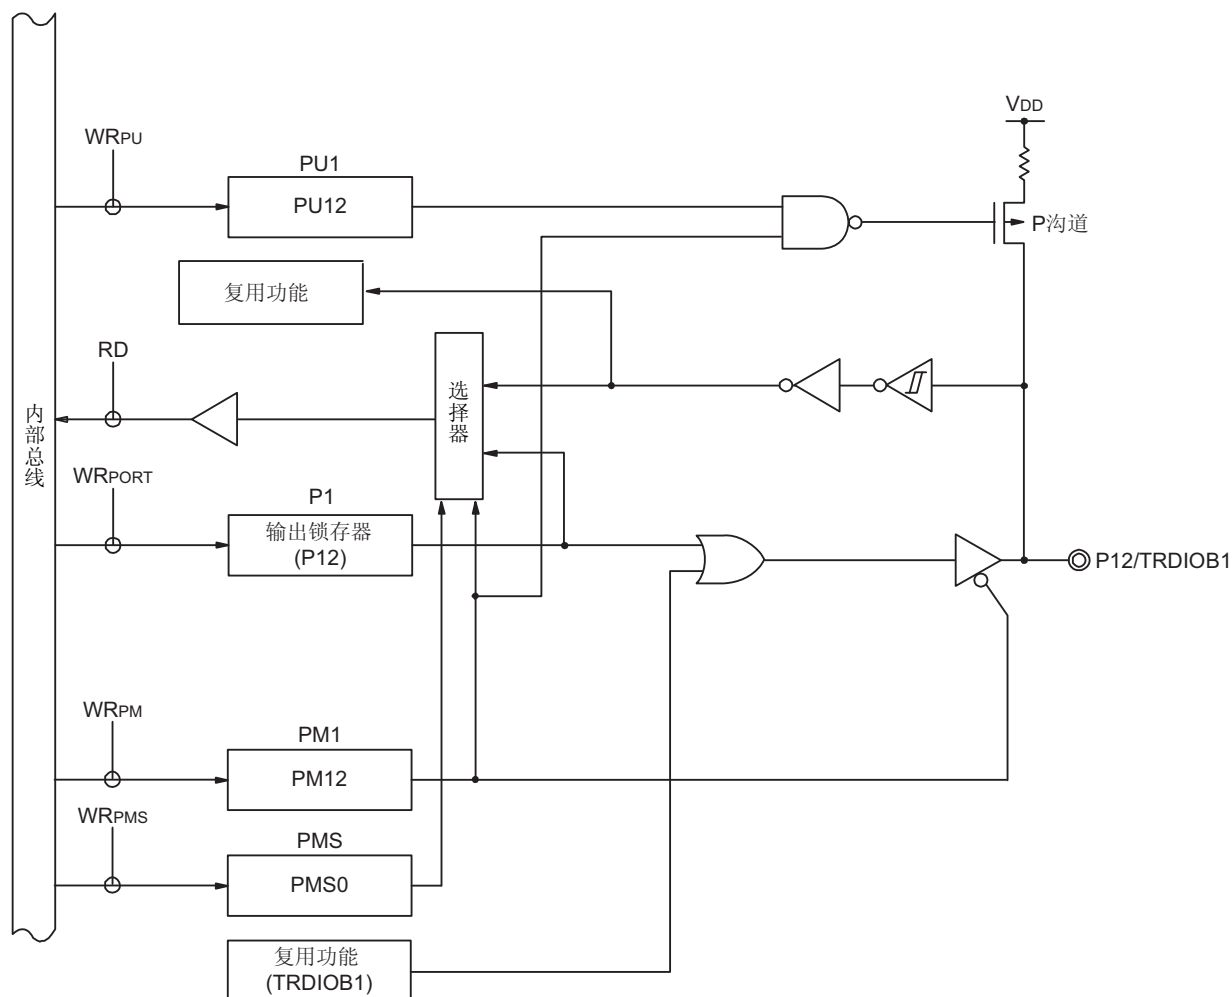 VDD
WRPU
PU1
PU12
P沟道
复用功能
RD
选择器
内部总线
WRPORT
P1
输出锁存器
(P12)
P12/TRDIOB1
WRPM
PM1
PM12
WRPMS
PMS
PMS0
复用功能
(TRDIOB1)